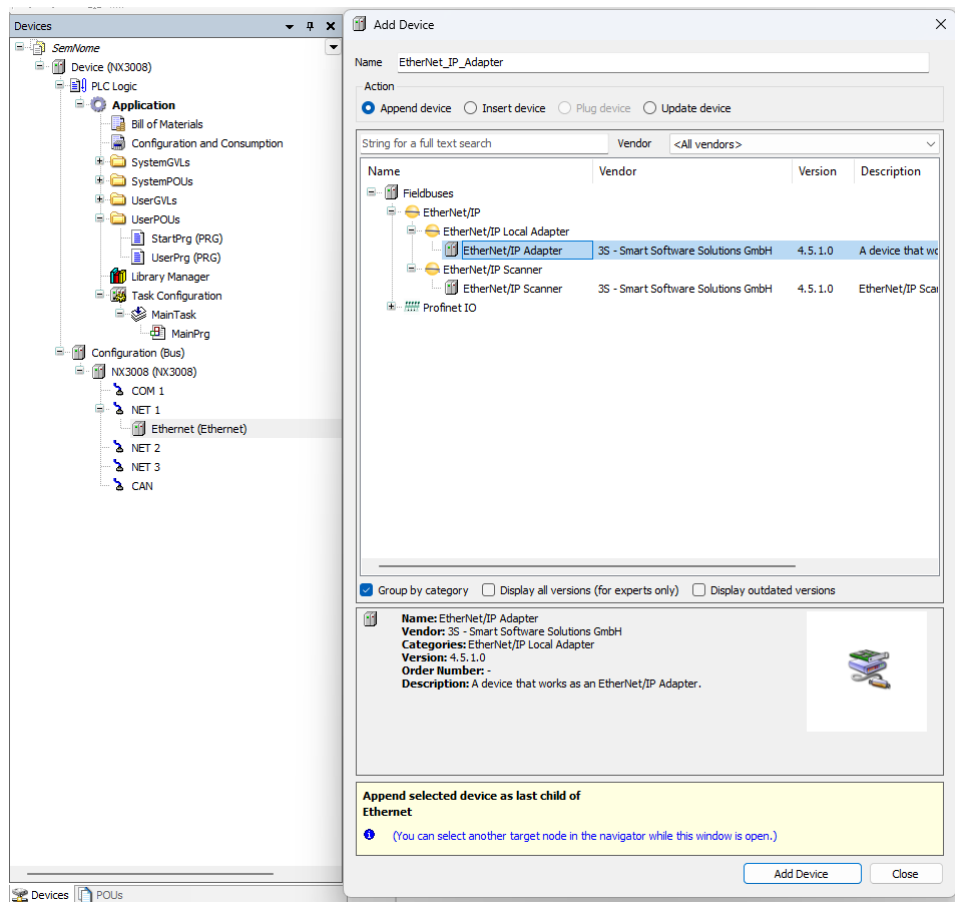 Devices
SemNome
Device (NX3008)
PLC Logic
Application
Bill of Materials
Configuration and Consumption
SystemGVLs
SystemPOUs
UserGVLs
UserPOUs
StartPrg (PRG)
UserPrg (PRG)
Library Manager
Task Configuration
MainTask
MainPrg
Configuration (Bus)
NX3008 (NX3008)
COM 1
NET 1
Ethernet (Ethernet)
NET 2
NET 3
CAN
Devices POUs
Add Device
Name EtherNet_IP_Adapter
Action
Append device Insert device Plug device Update device
String for a full text search Vendor <All vendors>
Name Vendor Version Description
Fieldbuses
EtherNet/IP
EtherNet/IP Local Adapter
EtherNet/IP Adapter 3S - Smart Software Solutions GmbH 4.5.1.0 A device that wo
EtherNet/IP Scanner
EtherNet/IP Scanner 3S - Smart Software Solutions GmbH 4.5.1.0 EtherNet/IP Scan
Profinet IO
Group by category Display all versions (for experts only) Display outdated versions
Name: EtherNet/IP Adapter
Vendor: 3S - Smart Software Solutions GmbH
Categories: EtherNet/IP Local Adapter
Version: 4.5.1.0
Order Number: -
Description: A device that works as an EtherNet/IP Adapter.
Append selected device as last child of
Ethernet
(You can select another target node in the navigator while this window is open.)
Add Device Close